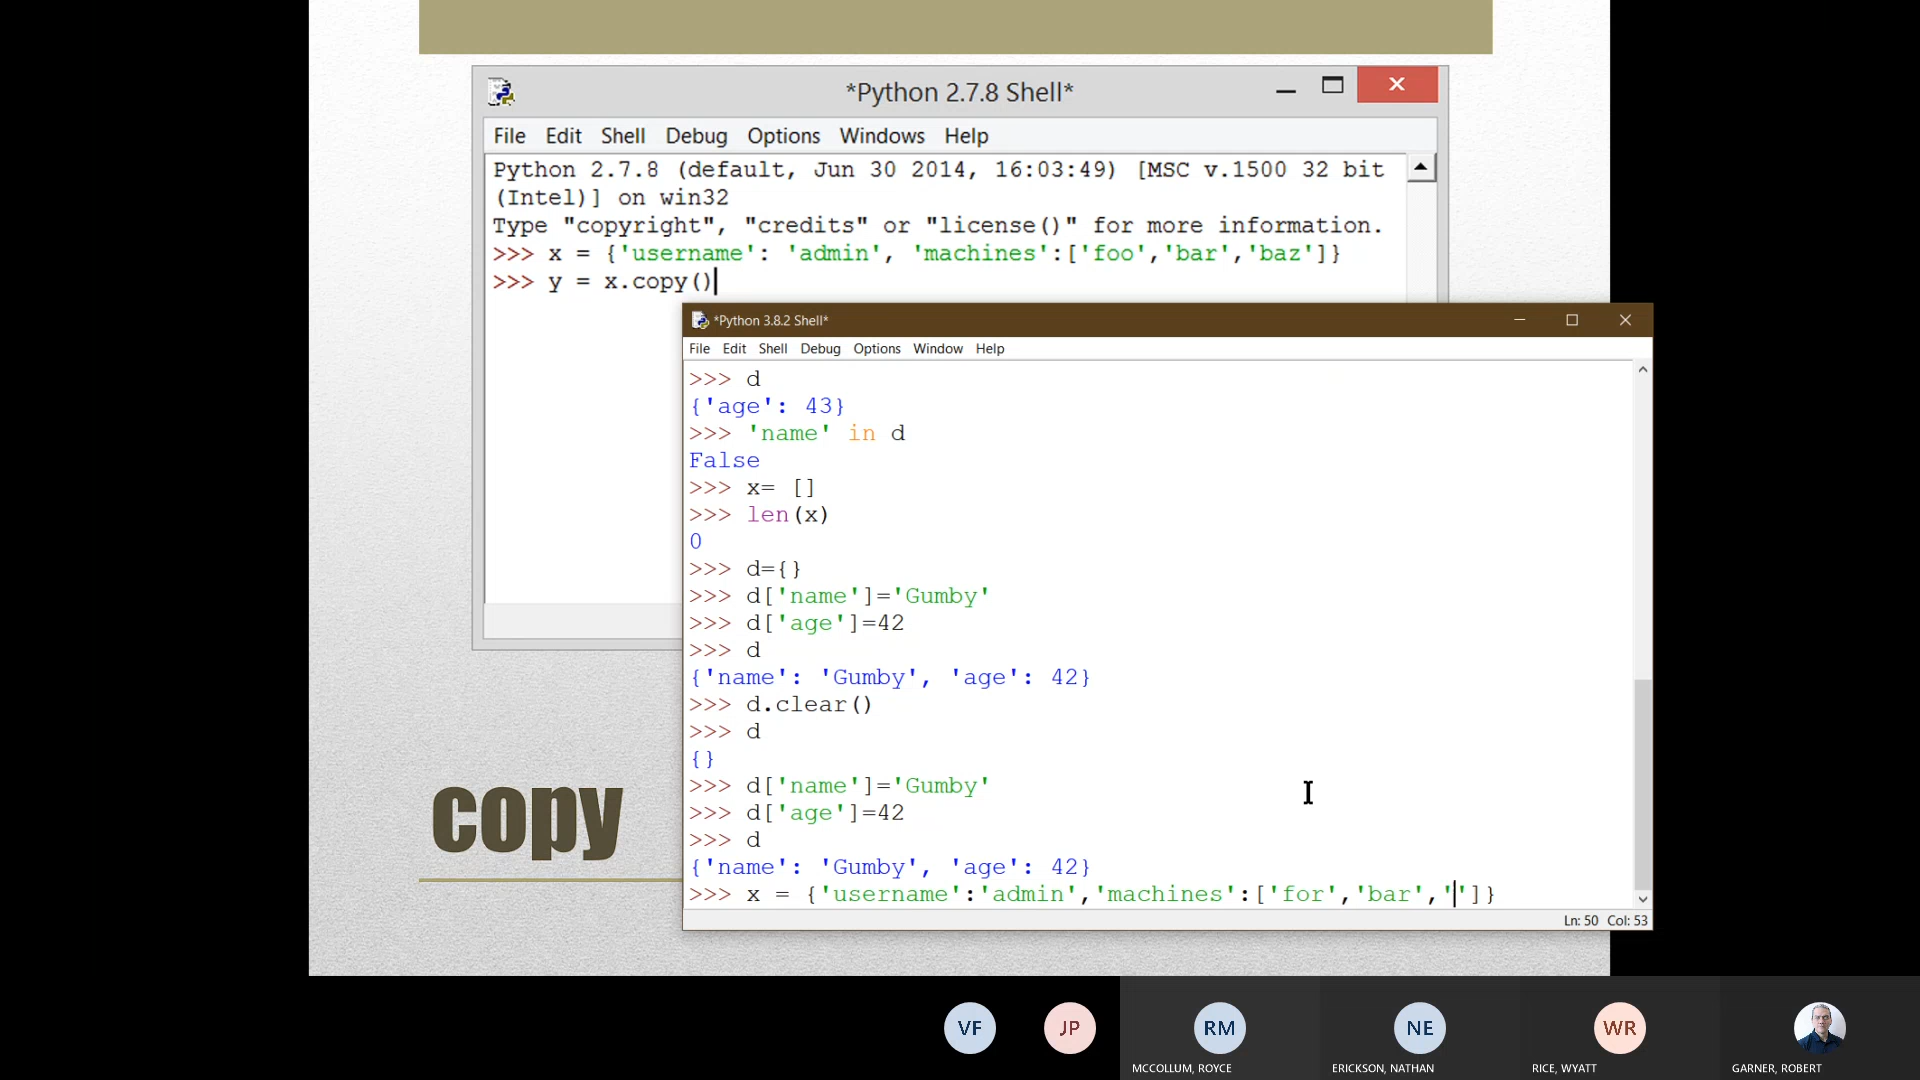 *Python 2.7.8 Shell*
File Edit Shell Debug Options Windows Help
Python 2.7.8 (default, Jun 30 2014, 16:03:49) [MSC v.1500 32 bit
(Intel)] on win32
Type "copyright", "credits" or "license()" for more information.
>>> x = {'username': 'admin', 'machines':['foo','bar','baz']}
>>> y = x.copy()
*Python 3.8.2 Shell*
File Edit Shell Debug Options Window Help
>>> d
{'age': 43}
>>> 'name' in d
False
>>> x= []
>>> len(x)
0
>>> d={}
>>> d['name']='Gumby'
>>> d['age']=42
>>> d
{'name': 'Gumby', 'age': 42}
>>> d.clear()
>>> d
{}
>>> d['name']='Gumby'
>>> d['age']=42
>>> d
{'name': 'Gumby', 'age': 42}
>>> x = {'username':'admin','machines':['for','bar','']}
Ln: 50 Col: 53
copy
VF JP RM NE WR
MCCOLLUM, ROYCE ERICKSON, NATHAN RICE, WYATT GARNER, ROBERT